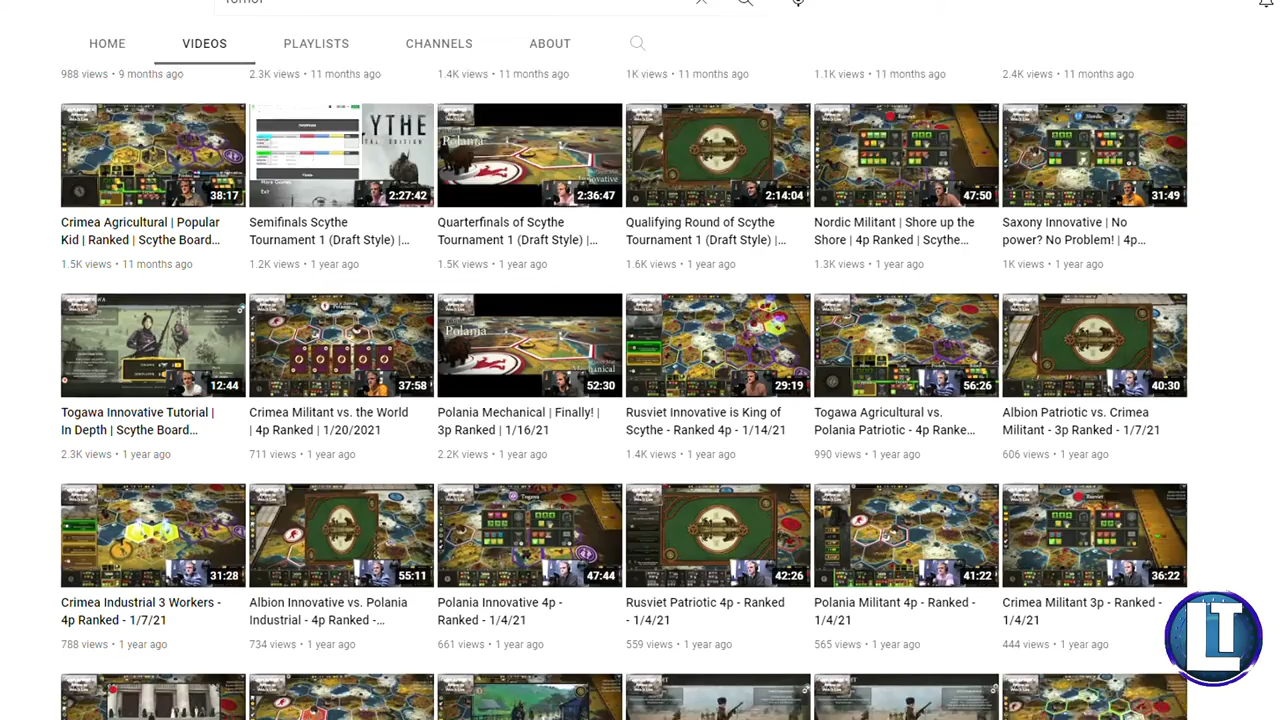 HOME VIDEOS PLAYLISTS CHANNELS ABOUT
988 views • 9 months ago
2.3K views • 11 months ago
1.4K views • 11 months ago
1K views • 11 months ago
1.1K views • 11 months ago
2.4K views • 11 months ago
38:17
Crimea Agricultural | Popular
Kid | Ranked | Scythe Board...
1.5K views • 11 months ago
2:27:42
Semifinals Scythe
Tournament 1 (Draft Style) |...
1.2K views • 1 year ago
Polania
2:36:47
Quarterfinals of Scythe
Tournament 1 (Draft Style) |...
1.5K views • 1 year ago
2:14:04
Qualifying Round of Scythe
Tournament 1 (Draft Style) |...
1.6K views • 1 year ago
47:50
Nordic Militant | Shore up the
Shore | 4p Ranked | Scythe...
1.3K views • 1 year ago
31:49
Saxony Innovative | No
power? No Problem! | 4p...
1K views • 1 year ago
12:44
Togawa Innovative Tutorial |
In Depth | Scythe Board...
2.3K views • 1 year ago
37:58
Crimea Militant vs. the World
| 4p Ranked | 1/20/2021
711 views • 1 year ago
Polania
52:30
Polania Mechanical | Finally! |
3p Ranked | 1/16/21
2.2K views • 1 year ago
29:19
Rusviet Innovative is King of
Scythe - Ranked 4p - 1/14/21
1.4K views • 1 year ago
56:26
Togawa Agricultural vs.
Polania Patriotic - 4p Ranke...
990 views • 1 year ago
40:30
Albion Patriotic vs. Crimea
Militant - 3p Ranked - 1/7/21
606 views • 1 year ago
31:28
Crimea Industrial 3 Workers -
4p Ranked - 1/7/21
788 views • 1 year ago
55:11
Albion Innovative vs. Polania
Industrial - 4p Ranked -...
734 views • 1 year ago
Togawa
47:44
Polania Innovative 4p -
Ranked - 1/4/21
661 views • 1 year ago
42:26
Rusviet Patriotic 4p - Ranked
- 1/4/21
559 views • 1 year ago
41:22
Polania Militant 4p - Ranked -
1/4/21
565 views • 1 year ago
36:22
Crimea Militant 3p - Ranked -
1/4/21
444 views • 1 year ago
LT